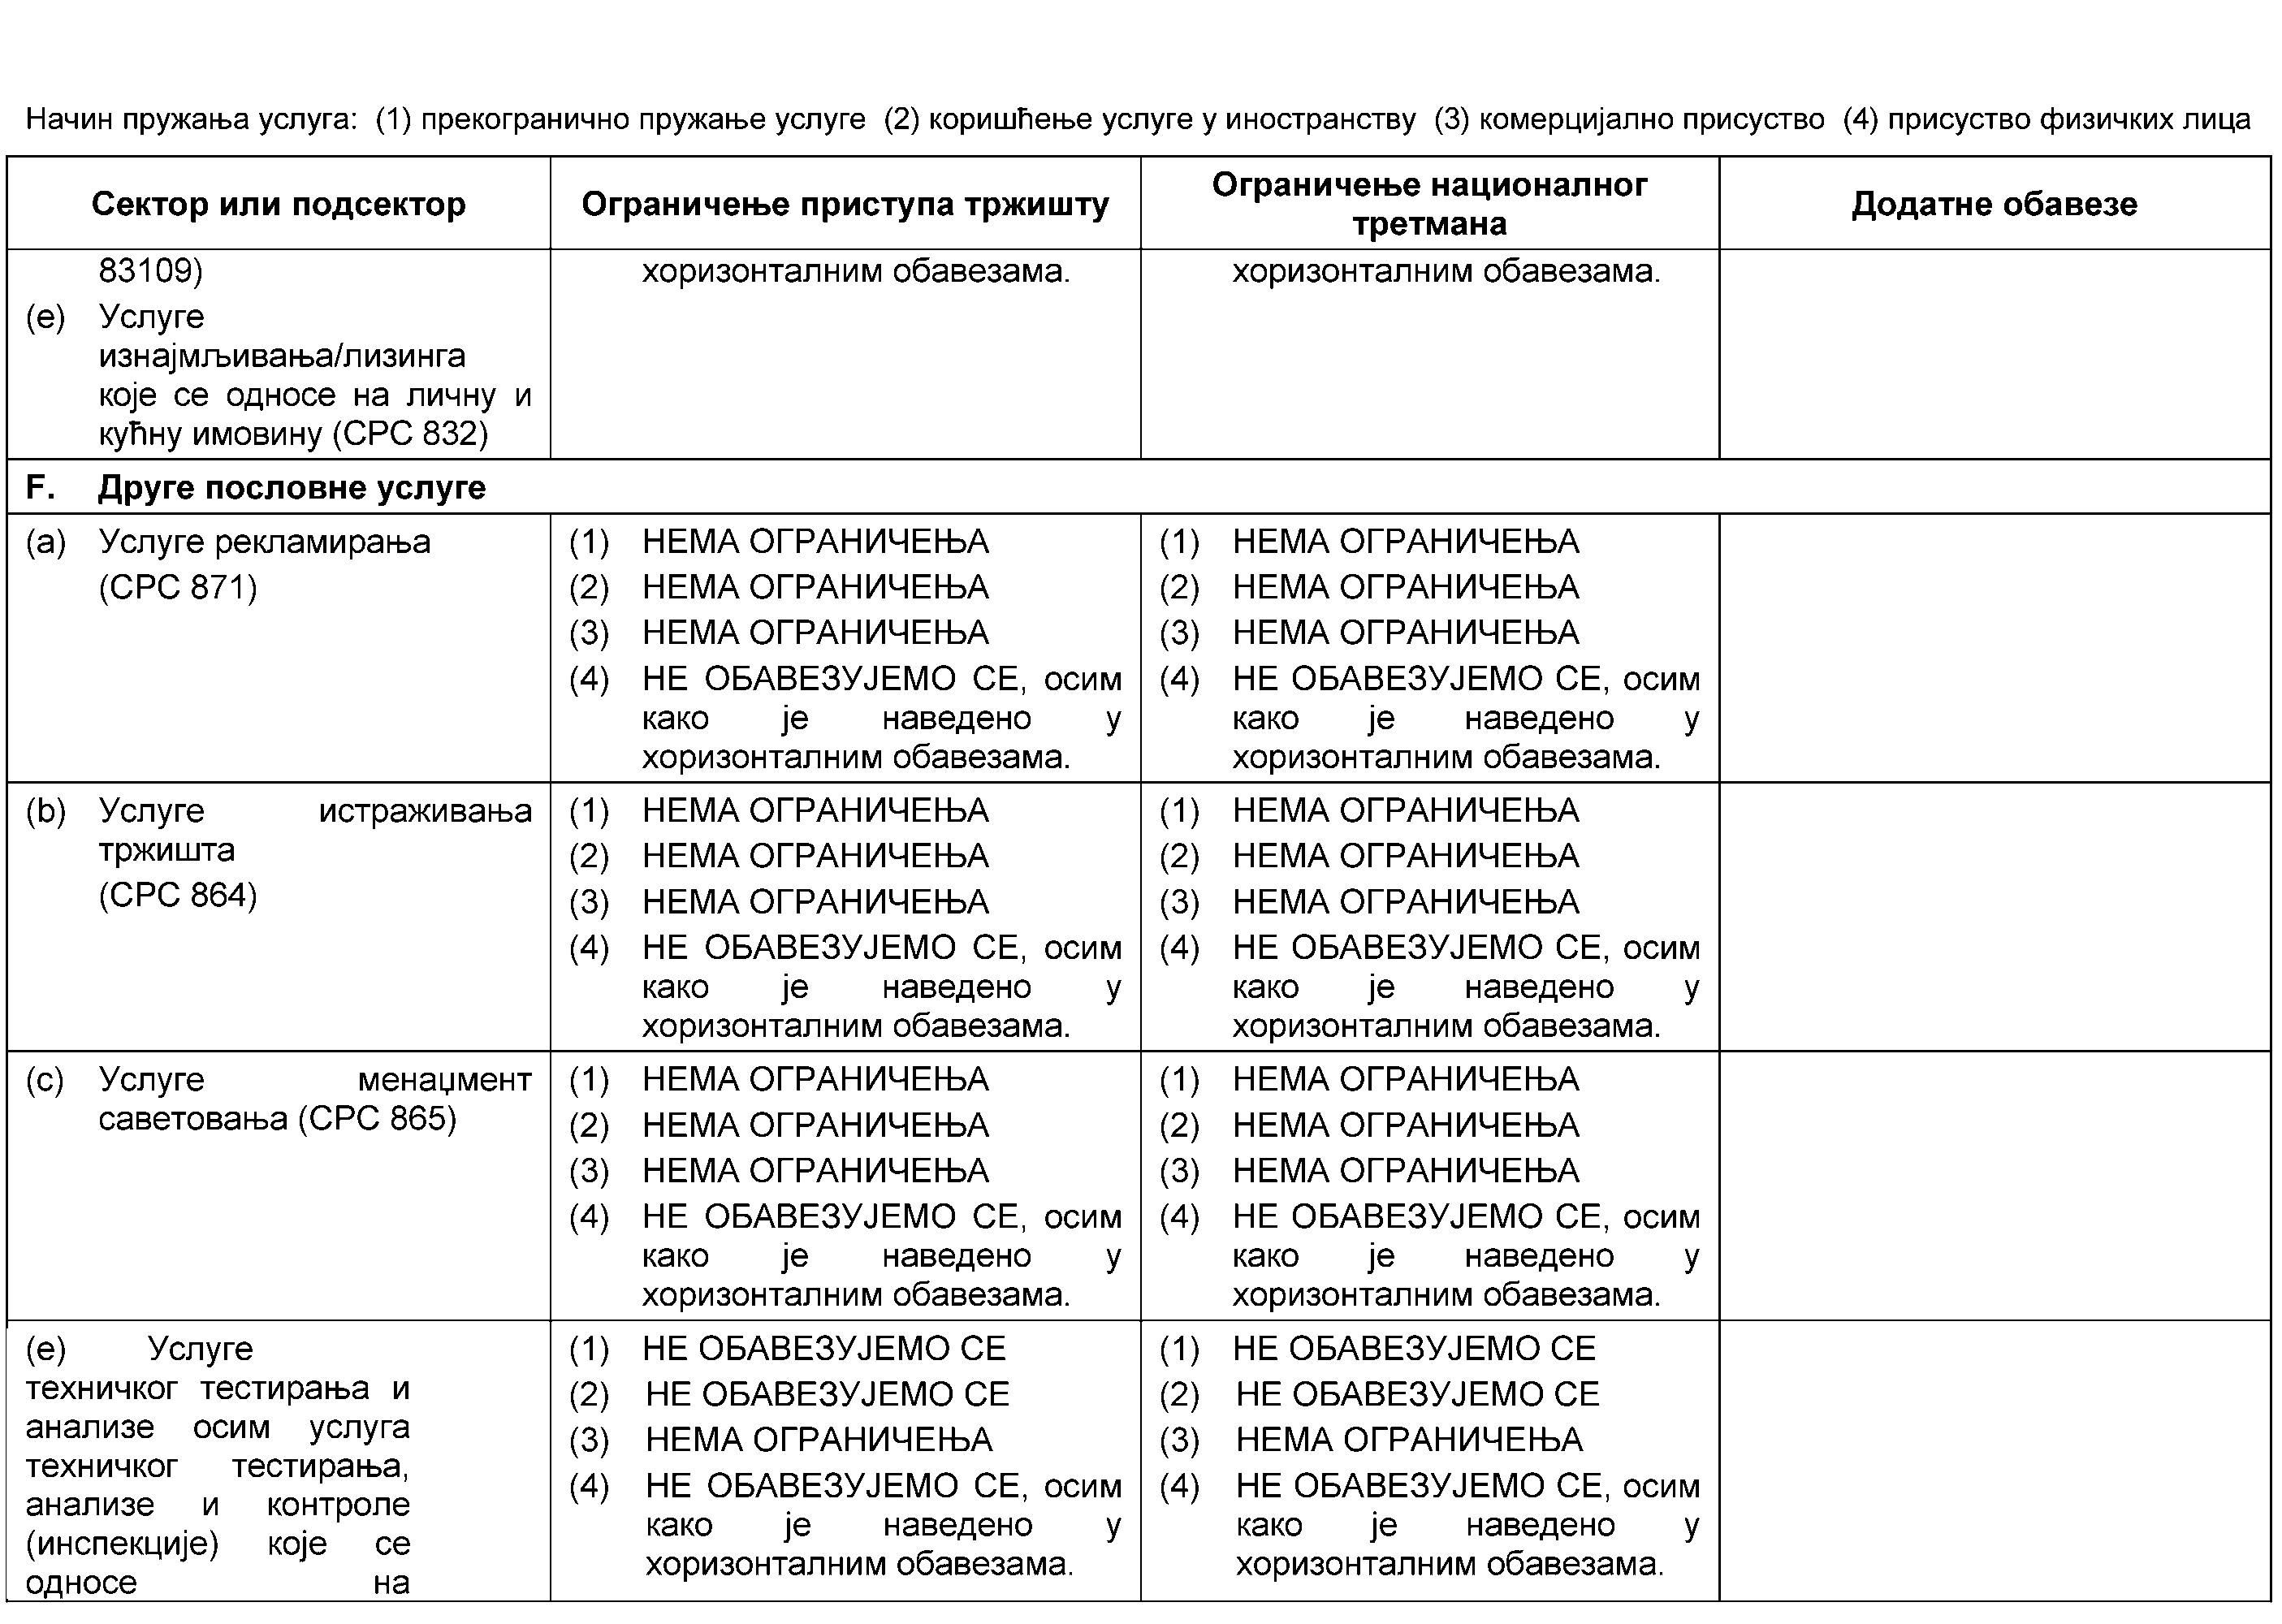 Начин пружања услуга: (1) прекогранично пружање услуге (2) коришћење услуге у иностранству (3) комерцијално присуство (4) присуство физичких лица
Сектор или подсектор
Ограничење приступа тржишту
Ограничење националног
третмана
Додатне обавезе
83109)
(e) Услуге
изнајмљивања/лизинга
које се односе на личну и
кућну имовину (CPC 832)
хоризонталним обавезама.
хоризонталним обавезама.
F. Друге пословне услуге
(a) Услуге рекламирања
(CPC 871)
(1) НЕМА ОГРАНИЧЕЊА
(2) НЕМА ОГРАНИЧЕЊА
(3) НЕМА ОГРАНИЧЕЊА
(4) НЕ ОБАВЕЗУЈЕМО СЕ, осим
како је наведено у
хоризонталним обавезама.
(1) НЕМА ОГРАНИЧЕЊА
(2) НЕМА ОГРАНИЧЕЊА
(3) НЕМА ОГРАНИЧЕЊА
(4) НЕ ОБАВЕЗУЈЕМО СЕ, осим
како је наведено у
хоризонталним обавезама.
(b) Услуге истраживања
тржишта
(CPC 864)
(1) НЕМА ОГРАНИЧЕЊА
(2) НЕМА ОГРАНИЧЕЊА
(3) НЕМА ОГРАНИЧЕЊА
(4) НЕ ОБАВЕЗУЈЕМО СЕ, осим
како је наведено у
хоризонталним обавезама.
(1) НЕМА ОГРАНИЧЕЊА
(2) НЕМА ОГРАНИЧЕЊА
(3) НЕМА ОГРАНИЧЕЊА
(4) НЕ ОБАВЕЗУЈЕМО СЕ, осим
како је наведено у
хоризонталним обавезама.
(c) Услуге менаџмент
саветовања (CPC 865)
(1) НЕМА ОГРАНИЧЕЊА
(2) НЕМА ОГРАНИЧЕЊА
(3) НЕМА ОГРАНИЧЕЊА
(4) НЕ ОБАВЕЗУЈЕМО СЕ, осим
како је наведено у
хоризонталним обавезама.
(1) НЕМА ОГРАНИЧЕЊА
(2) НЕМА ОГРАНИЧЕЊА
(3) НЕМА ОГРАНИЧЕЊА
(4) НЕ ОБАВЕЗУЈЕМО СЕ, осим
како је наведено у
хоризонталним обавезама.
(e) Услуге
техничког тестирања и
анализе осим услуга
техничког тестирања,
анализе и контроле
(инспекције) које се
односе на
(1) НЕ ОБАВЕЗУЈЕМО СЕ
(2) НЕ ОБАВЕЗУЈЕМО СЕ
(3) НЕМА ОГРАНИЧЕЊА
(4) НЕ ОБАВЕЗУЈЕМО СЕ, осим
како је наведено у
хоризонталним обавезама.
(1) НЕ ОБАВЕЗУЈЕМО СЕ
(2) НЕ ОБАВЕЗУЈЕМО СЕ
(3) НЕМА ОГРАНИЧЕЊА
(4) НЕ ОБАВЕЗУЈЕМО СЕ, осим
како је наведено у
хоризонталним обавезама.